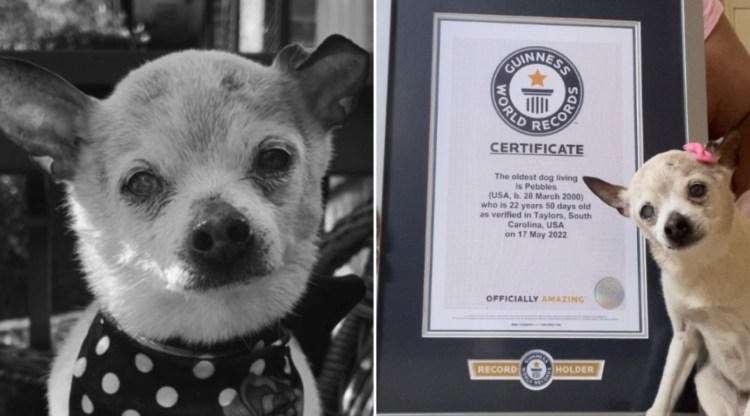 GUINNESS
WORLD RECORDS
CERTIFICATE
The oldest dog living
is Pebbles
(USA, b. 28 March 2000)
who is 22 years 50 days old
as verified in Taylors, South
Carolina, USA
on 17 May 2022
OFFICIALLY AMAZING
RECORD HOLDER